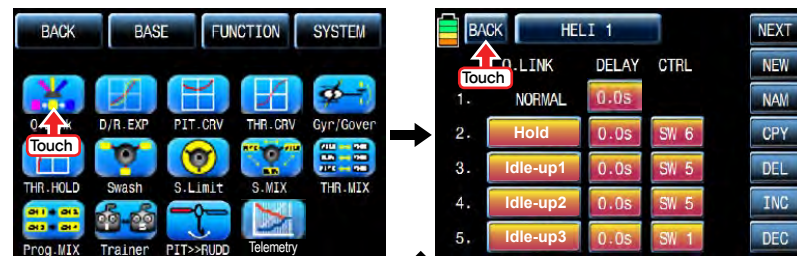 BACK BASE FUNCTION SYSTEM
D/R.EXP PIT.CRV THR.CRV Gyr/Gover
Touch
THR.HOLD Swash S.Limit S.MIX THR.MIX
Prog.MIX Trainer PIT>>RUDD Telemetry
BACK HELI 1 NEXT
Touch
.LINK DELAY CTRL NEW
1. NORMAL 0.0s NAM
2. Hold 0.0s SW 6 CPY
3. Idle-up1 0.0s SW 5 DEL
4. Idle-up2 0.0s SW 5 INC
5. Idle-up3 0.0s SW 1 DEC